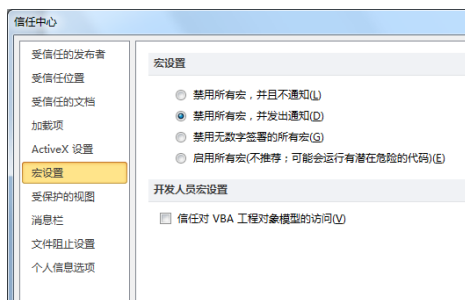 信任中心
受信任的发布者
受信任位置
受信任的文档
加载项
ActiveX 设置
宏设置
受保护的视图
消息栏
文件阻止设置
个人信息选项
宏设置
禁用所有宏，并且不通知(L)
禁用所有宏，并发出通知(D)
禁用无数字签署的所有宏(G)
启用所有宏(不推荐；可能会运行有潜在危险的代码)(E)
开发人员宏设置
信任对 VBA 工程对象模型的访问(V)